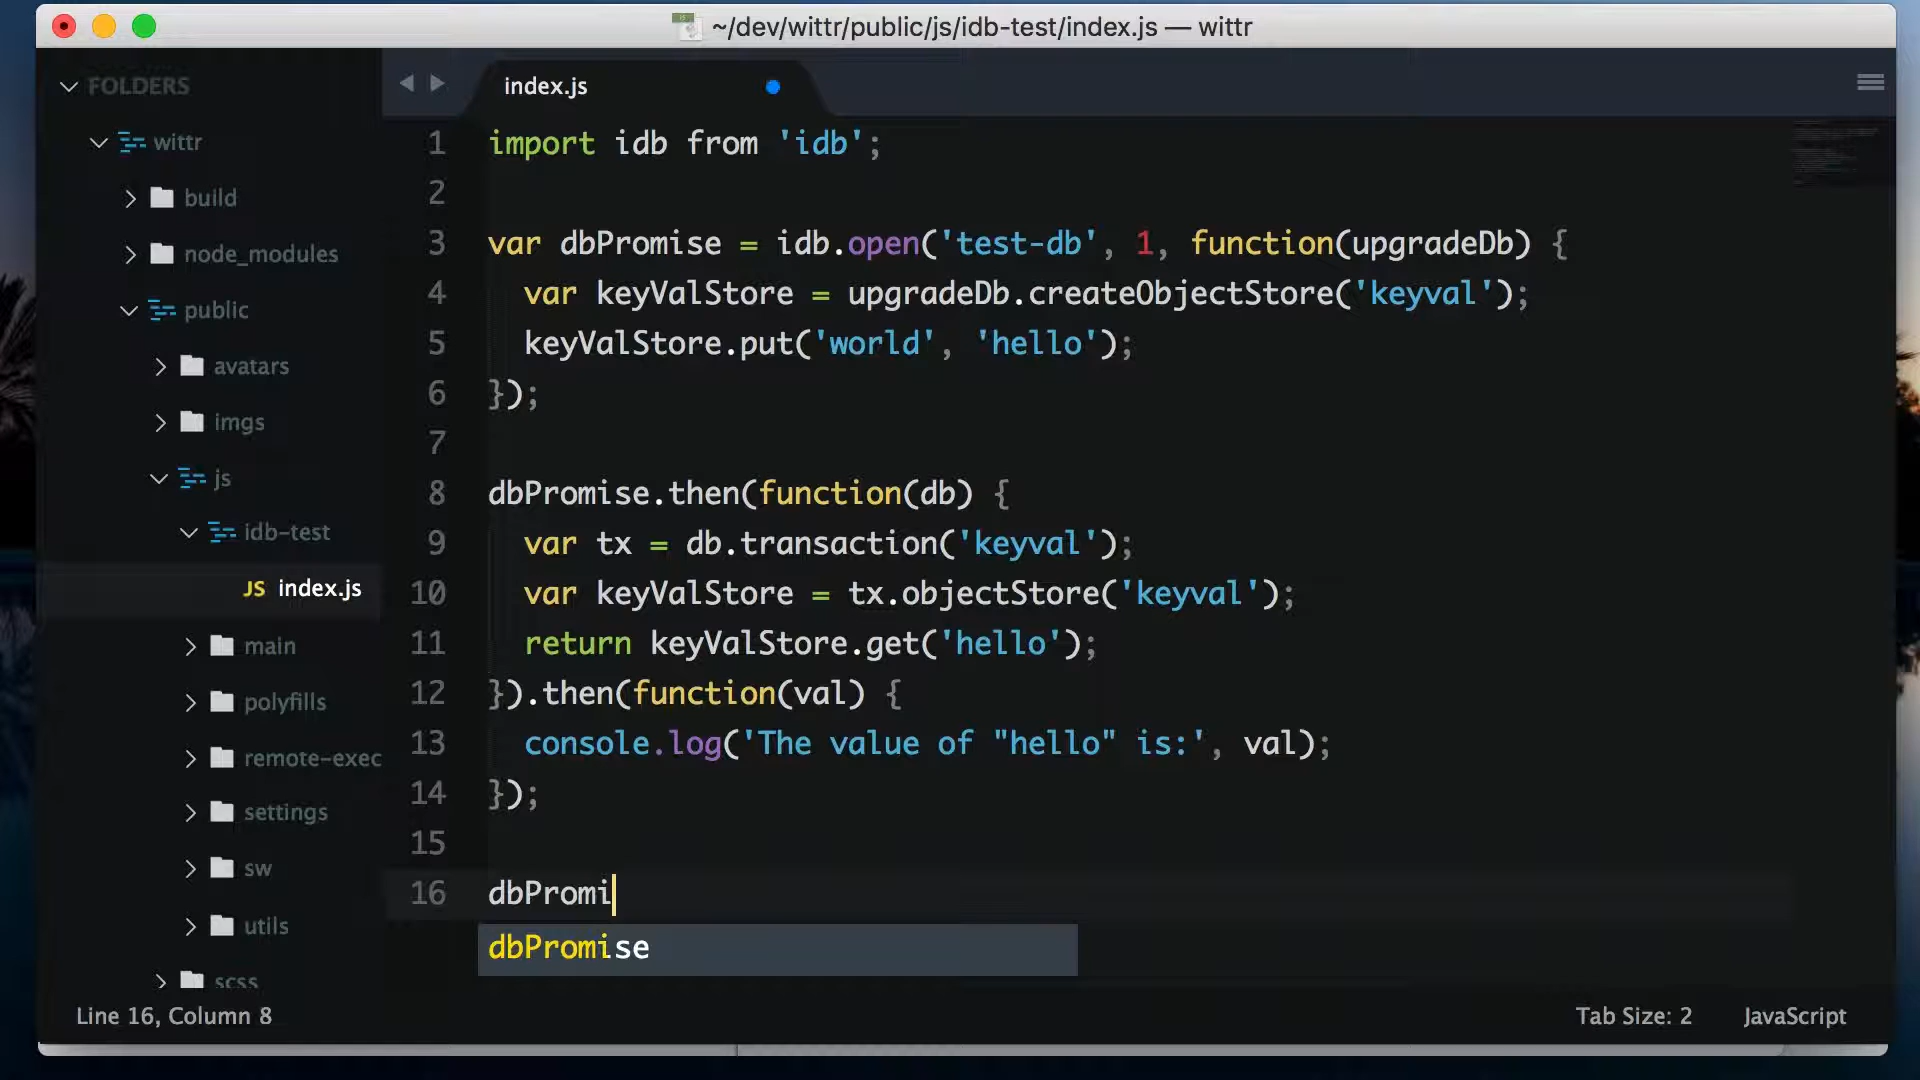 ~/dev/wittr/public/js/idb-test/index.js — wittr
FOLDERS
wittr
build
node_modules
public
avatars
imgs
js
idb-test
JS index.js
main
polyfills
remote-exec
settings
sw
utils
scss
index.js
1 import idb from 'idb';
2
3 var dbPromise = idb.open('test-db', 1, function(upgradeDb) {
4   var keyValStore = upgradeDb.createObjectStore('keyval');
5   keyValStore.put('world', 'hello');
6 });
7
8 dbPromise.then(function(db) {
9   var tx = db.transaction('keyval');
10   var keyValStore = tx.objectStore('keyval');
11   return keyValStore.get('hello');
12 }).then(function(val) {
13   console.log('The value of "hello" is:', val);
14 });
15
16 dbPromi
dbPromise
Line 16, Column 8
Tab Size: 2
JavaScript